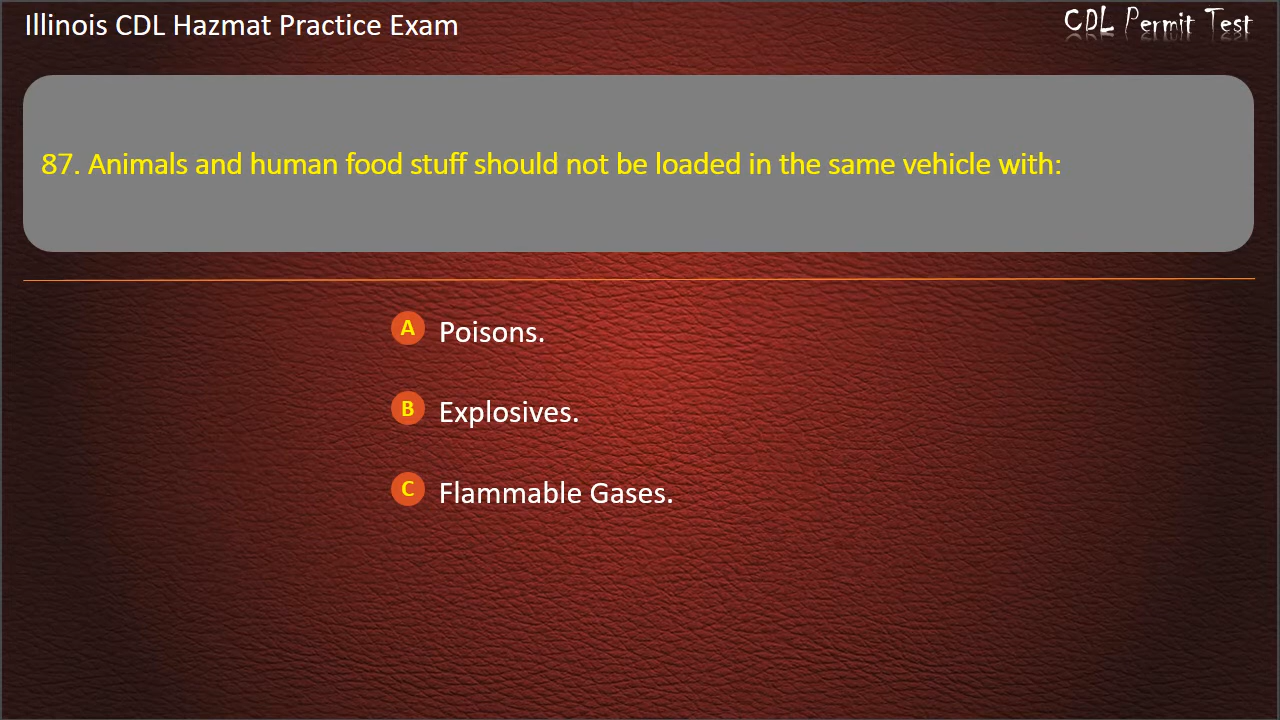 Illinois CDL Hazmat Practice Exam
CDL Permit Test
87. Animals and human food stuff should not be loaded in the same vehicle with:
A Poisons.
B Explosives.
C Flammable Gases.